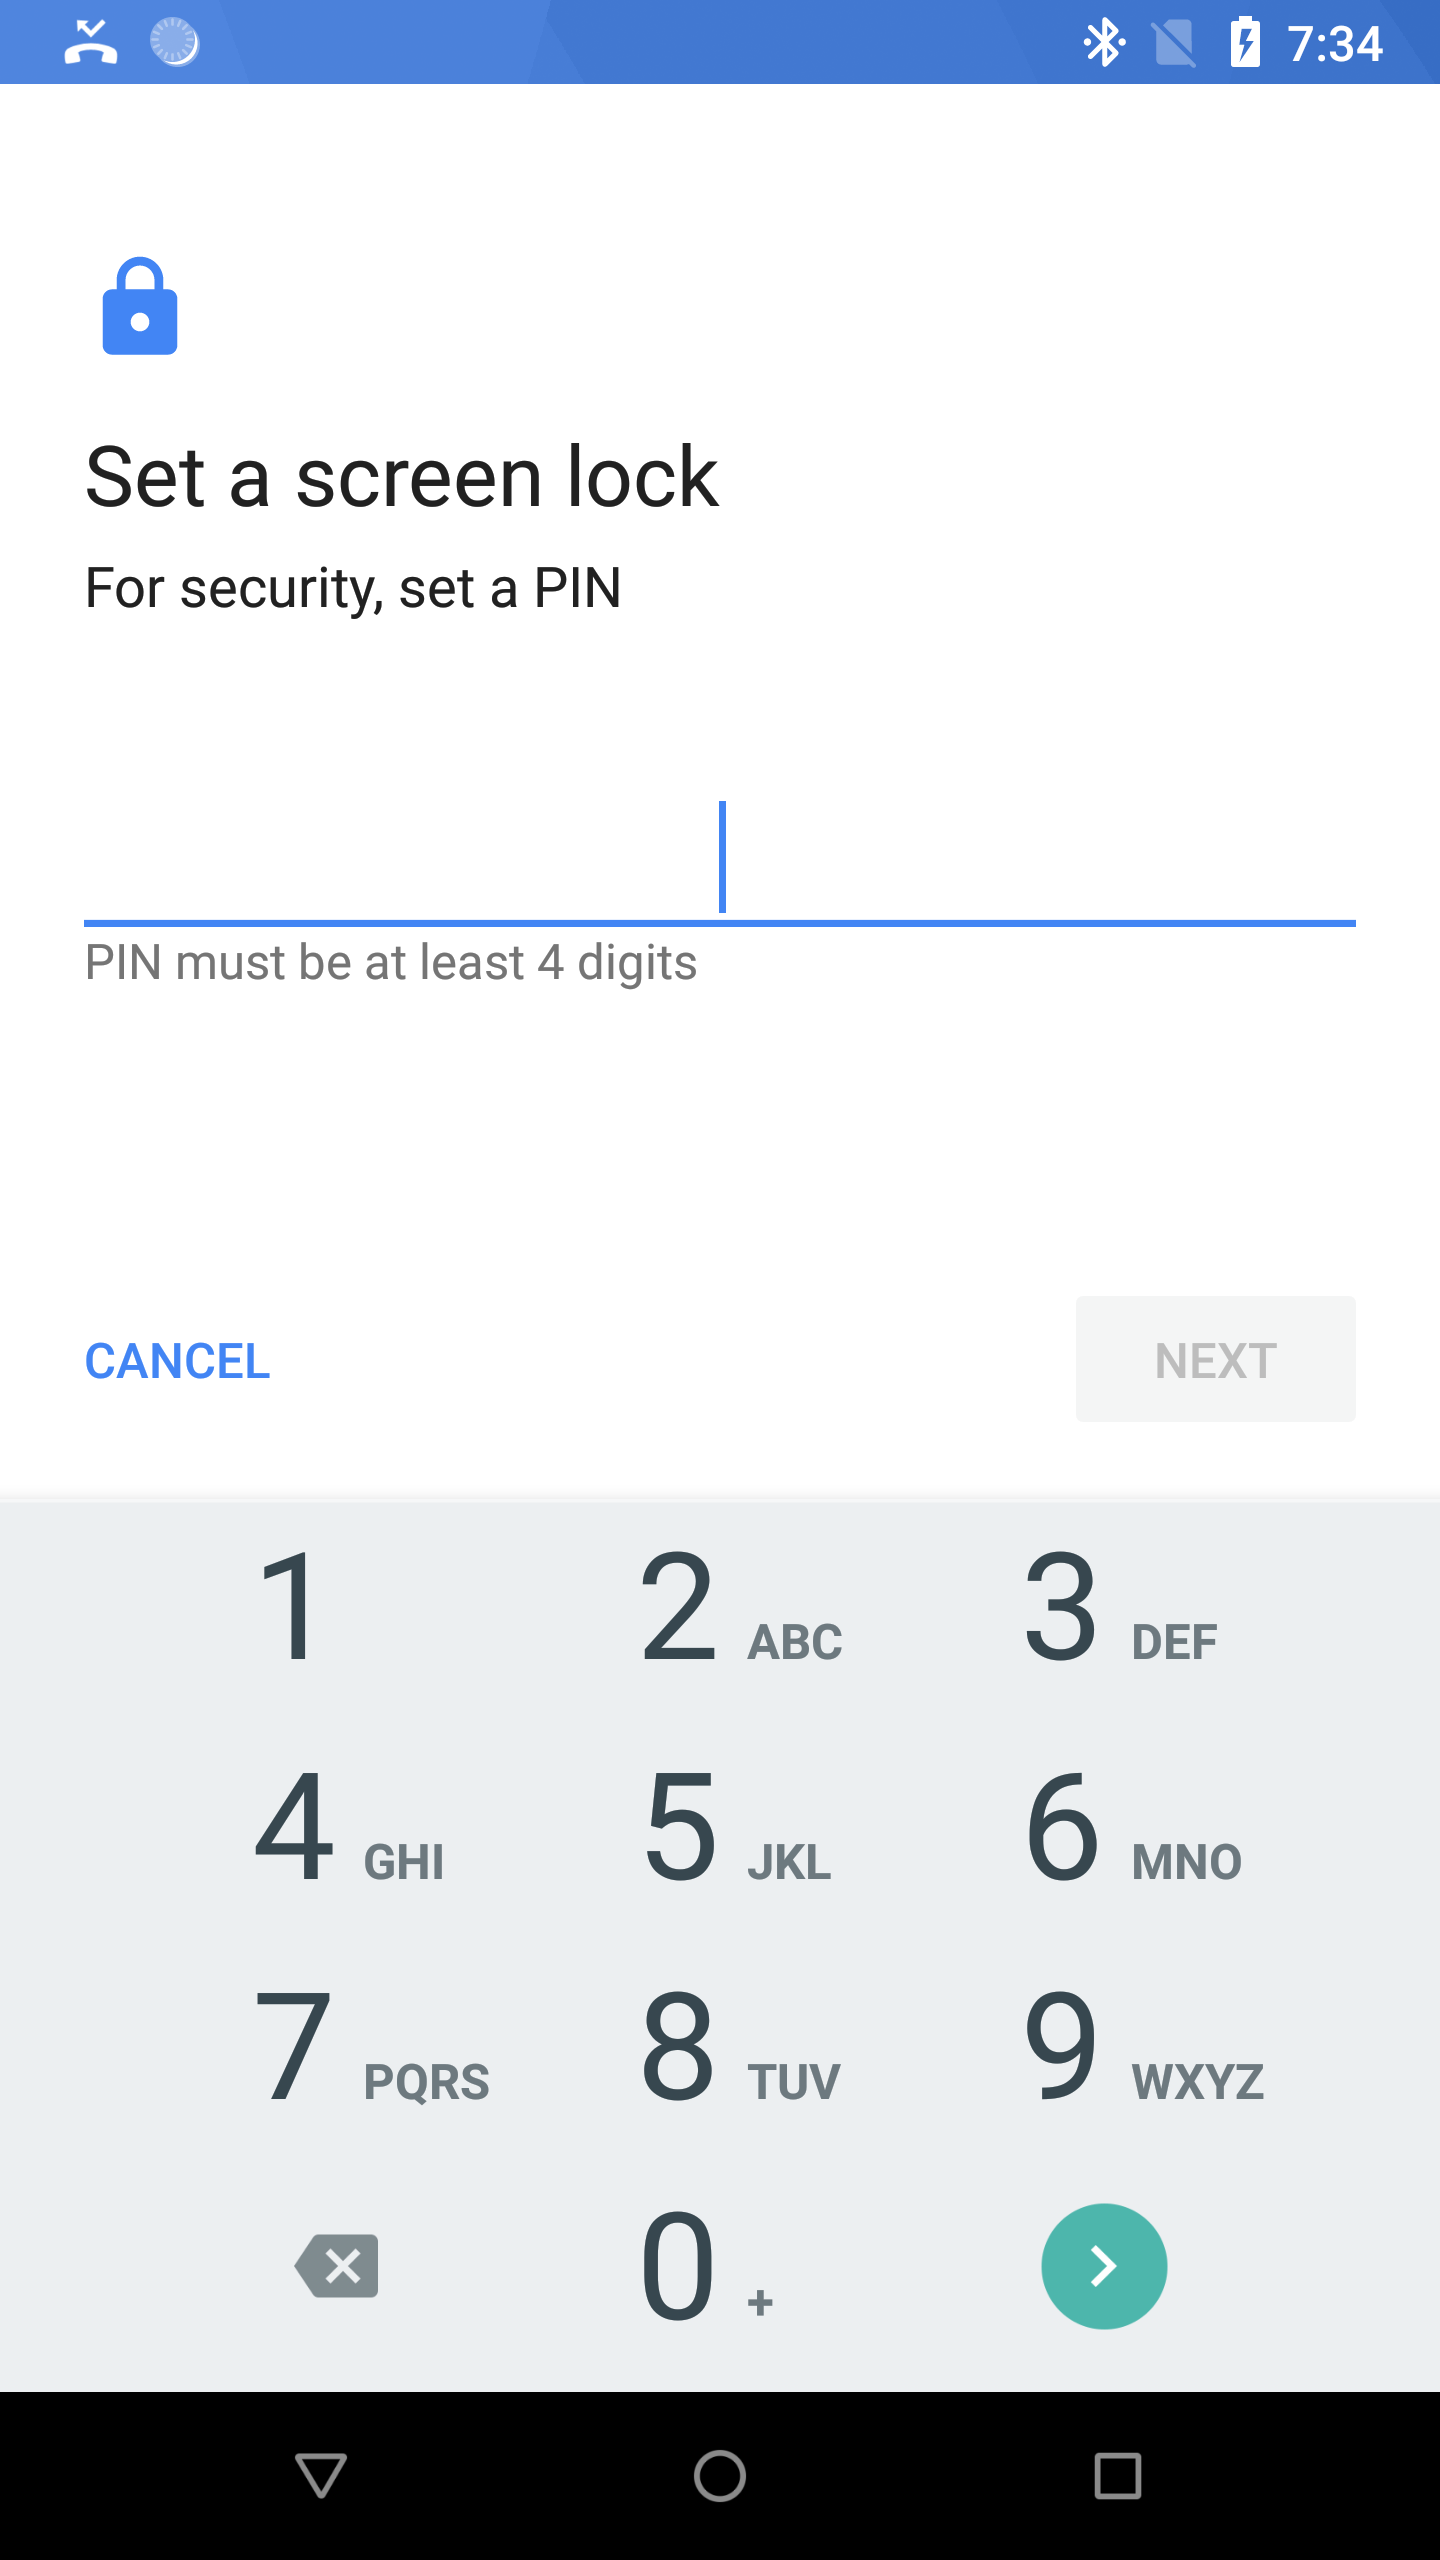 7:34
Set a screen lock
For security, set a PIN
PIN must be at least 4 digits
CANCEL NEXT
1 2 ABC 3 DEF
4 GHI 5 JKL 6 MNO
7 PQRS 8 TUV 9 WXYZ
0 +